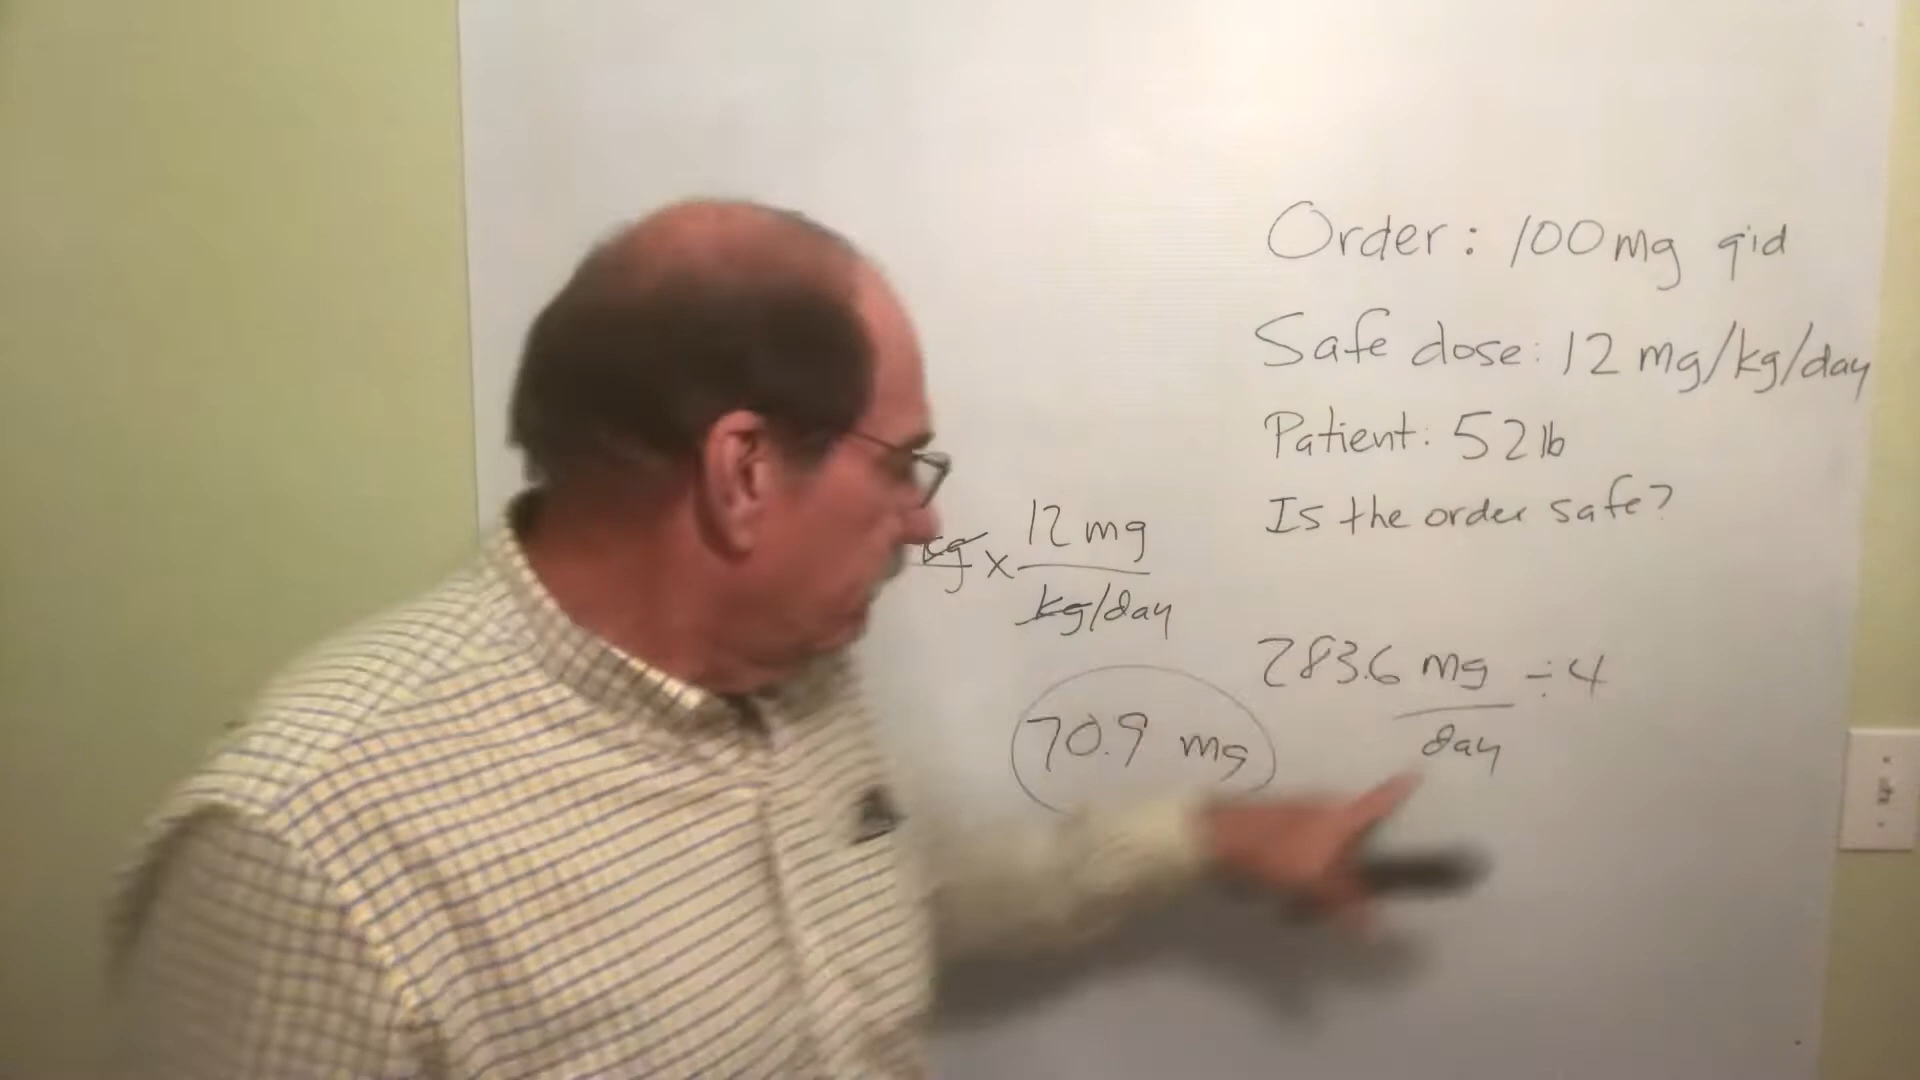 Order: 100mg qid
Safe dose: 12 mg/kg/day
Patient: 52 lb
Is the order safe?
kg x 12 mg
kg/day
283.6 mg ÷ 4
day
70.9 mg